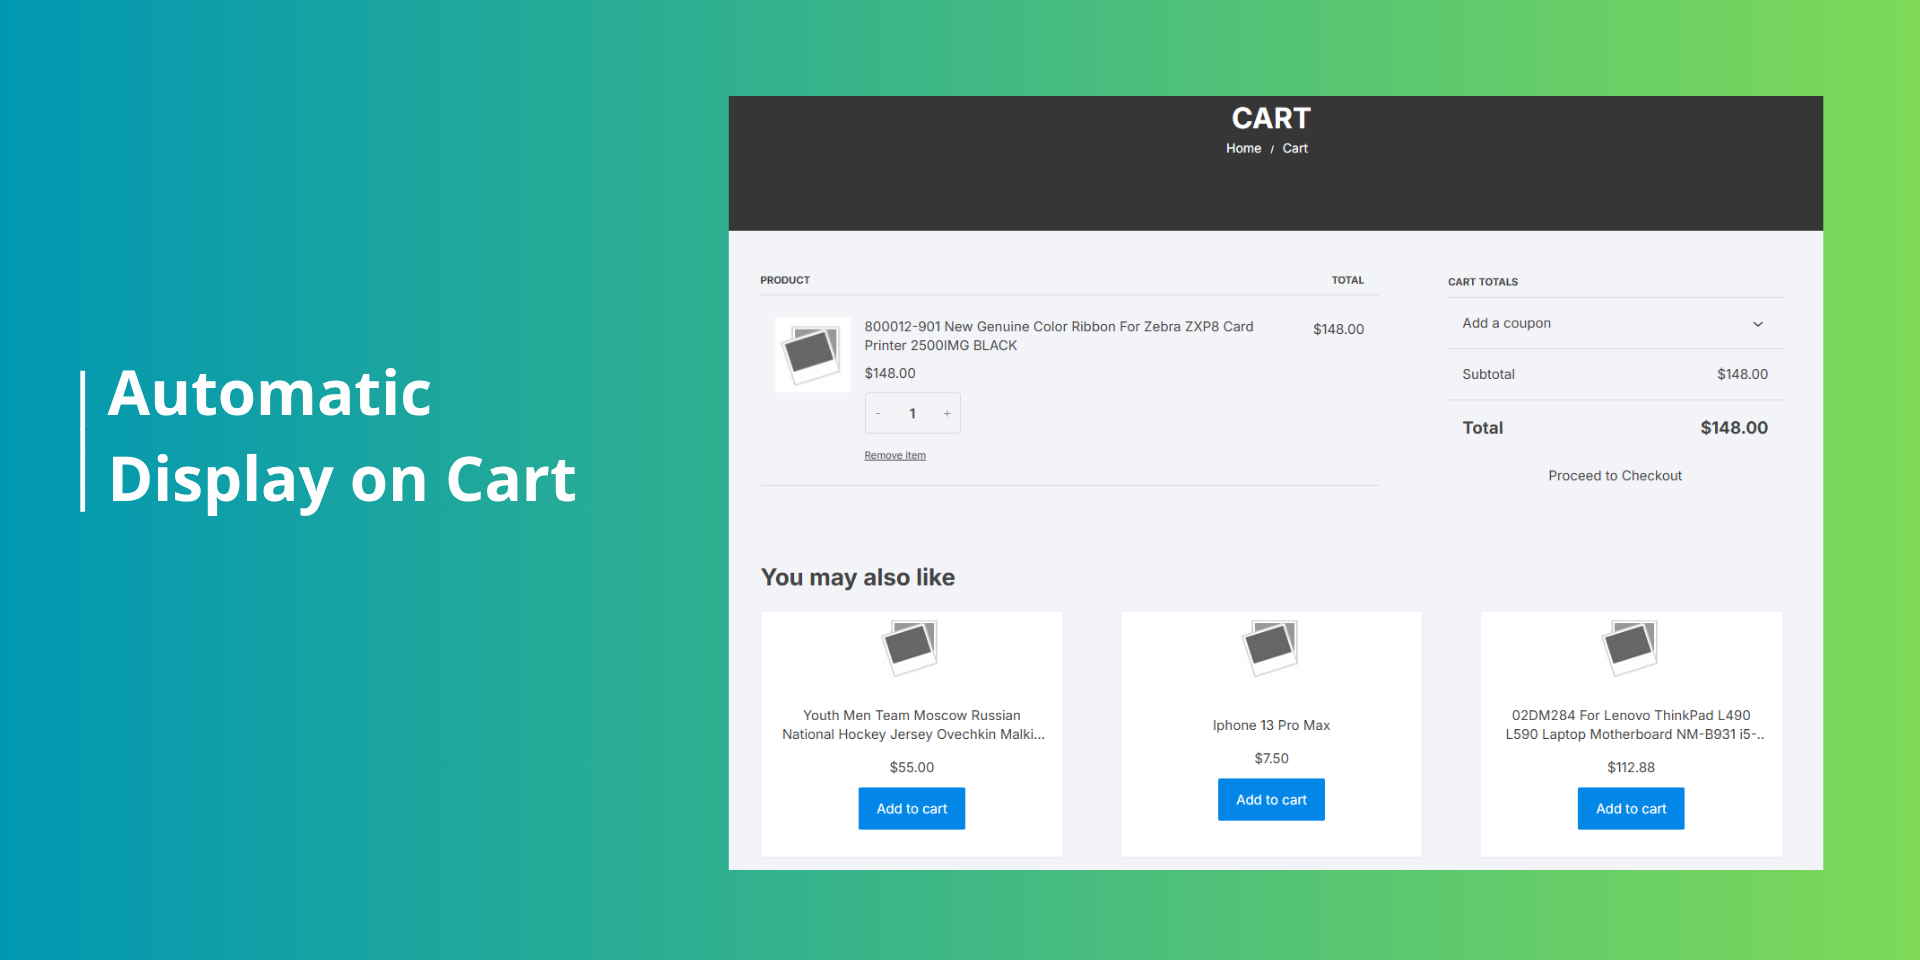 Automatic
Display on Cart
CART
Home / Cart
PRODUCT TOTAL
800012-901 New Genuine Color Ribbon For Zebra ZXP8 Card $148.00
Printer 2500IMG BLACK
$148.00
- 1 +
Remove item
CART TOTALS
Add a coupon
Subtotal $148.00
Total $148.00
Proceed to Checkout
You may also like
Youth Men Team Moscow Russian
National Hockey Jersey Ovechkin Malki...
$55.00
Add to cart
Iphone 13 Pro Max
$7.50
Add to cart
02DM284 For Lenovo ThinkPad L490
L590 Laptop Motherboard NM-B931 i5-..
$112.88
Add to cart